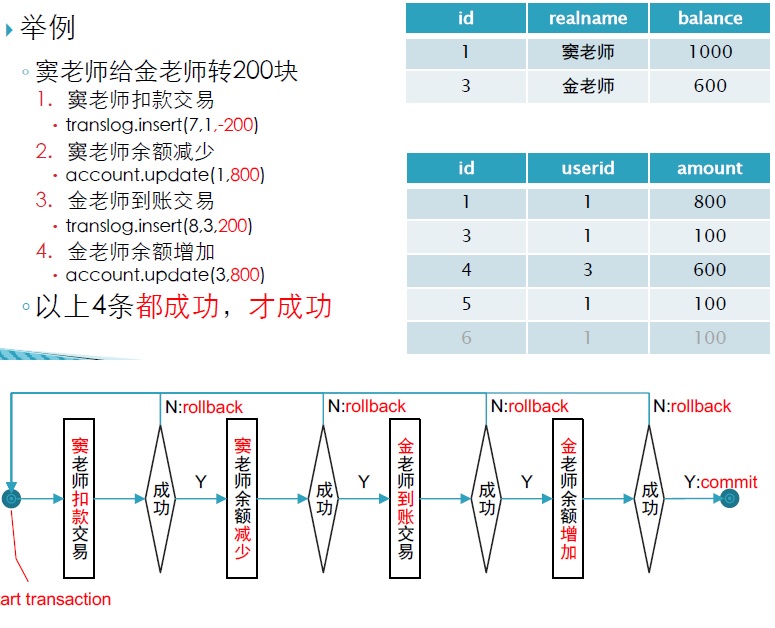 举例
窦老师给金老师转200块
1. 窦老师扣款交易
translog.insert(7,1,-200)
2. 窦老师余额减少
account.update(1,800)
3. 金老师到账交易
translog.insert(8,3,200)
4. 金老师余额增加
account.update(3,800)
以上4条都成功，才成功
id realname balance
1 窦老师 1000
3 金老师 600
id userid amount
1 1 800
3 1 100
4 3 600
5 1 100
6 1 100
N:rollback N:rollback N:rollback N:rollback
窦老师扣款交易
成功
Y
窦老师余额减少
成功
Y
金老师到账交易
成功
Y
金老师余额增加
成功
Y:commit
art transaction